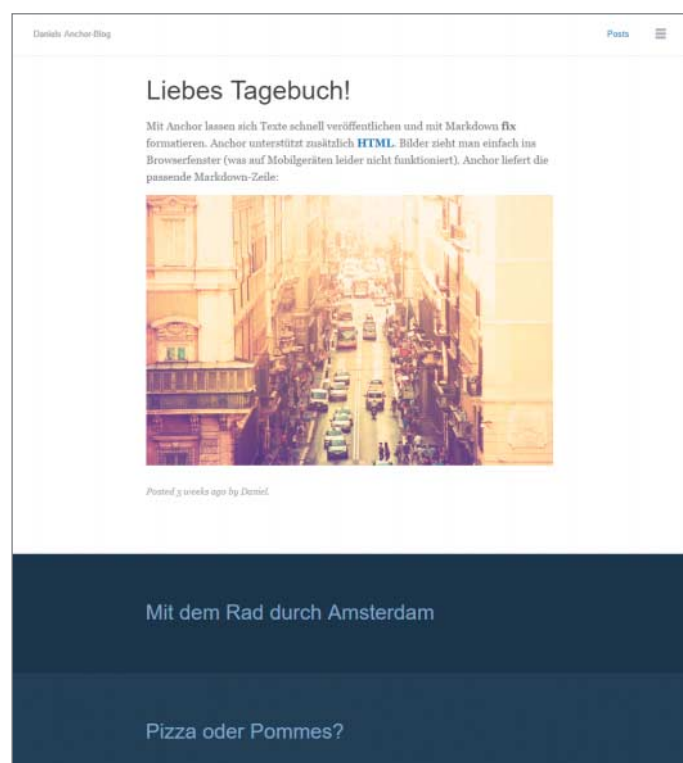 Daniels Anchor-Blog
Posts
Liebes Tagebuch!
Mit Anchor lassen sich Texte schnell veröffentlichen und mit Markdown fix
formatieren. Anchor unterstützt zusätzlich HTML. Bilder zieht man einfach ins
Browserfenster (was auf Mobilgeräten leider nicht funktioniert). Anchor liefert die
passende Markdown-Zeile:
Posted 3 weeks ago by Daniel.
Mit dem Rad durch Amsterdam
Pizza oder Pommes?